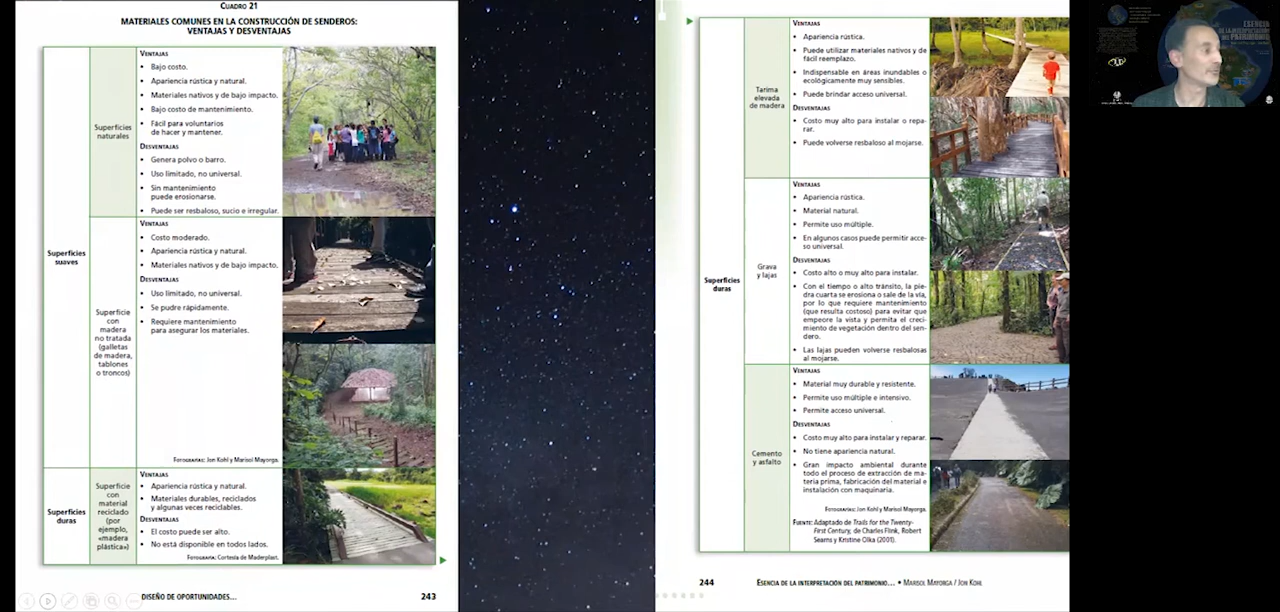 CUADRO 21
MATERIALES COMUNES EN LA CONSTRUCCIÓN DE SENDEROS:
VENTAJAS Y DESVENTAJAS
Superficies
suaves
Superficies
naturales
VENTAJAS
• Bajo costo.
• Apariencia rústica y natural.
• Materiales nativos y de bajo impacto.
• Bajo costo de mantenimiento.
• Fácil para voluntarios
de hacer y mantener.
DESVENTAJAS
• Genera polvo o barro.
• Uso limitado, no universal.
• Sin mantenimiento
puede erosionarse.
• Puede ser resbaloso, sucio e irregular.
Superficie
con
madera
no tratada
(galletas
de madera,
tablones
o troncos)
VENTAJAS
• Costo moderado.
• Apariencia rústica y natural.
• Materiales nativos y de bajo impacto.
DESVENTAJAS
• Uso limitado, no universal.
• Se pudre rápidamente.
• Requiere mantenimiento
para asegurar los materiales.
FOTOGRAFÍAS: Jon Kohl y Marisol Mayorga.
Superficies
duras
Superficie
con
material
reciclado
(por
ejemplo,
«madera
plástica»)
VENTAJAS
• Apariencia rústica y natural.
• Materiales durables, reciclados
y algunas veces reciclables.
DESVENTAJAS
• El costo puede ser alto.
• No está disponible en todos lados.
FOTOGRAFÍA: Cortesía de Maderplast.
DISEÑO DE OPORTUNIDADES...
243
Superficies
duras
Tarima
elevada
de madera
VENTAJAS
• Apariencia rústica.
• Puede utilizar materiales nativos y de
fácil reemplazo.
• Indispensable en áreas inundables o
ecológicamente muy sensibles.
• Puede brindar acceso universal.
DESVENTAJAS
• Costo muy alto para instalar o repa-
rar.
• Puede volverse resbaloso al mojarse.
Grava
y lajas
VENTAJAS
• Apariencia rústica.
• Material natural.
• Permite uso múltiple.
• En algunos casos puede permitir acce-
so universal.
DESVENTAJAS
• Costo alto o muy alto para instalar.
• Con el tiempo o alto tránsito, la pie-
dra cuarta se erosiona o sale de la vía,
por lo que requiere mantenimiento
(que resulta costoso) para evitar que
empeore la vista y permita el creci-
miento de vegetación dentro del sen-
dero.
• Las lajas pueden volverse resbalosas
al mojarse.
Cemento
y asfalto
VENTAJAS
• Material muy durable y resistente.
• Permite uso múltiple e intensivo.
• Permite acceso universal.
DESVENTAJAS
• Costo muy alto para instalar y reparar.
• No tiene apariencia natural.
• Gran impacto ambiental durante
todo el proceso de extracción de ma-
teria prima, fabricación del material e
instalación con maquinaria.
FOTOGRAFÍAS: Jon Kohl y Marisol Mayorga.
FUENTE: Adaptado de Trails for the Twenty-
First Century, de Charles Flink, Robert
Searns y Kristine Olka (2001).
244
ESENCIA DE LA INTERPRETACIÓN DEL PATRIMONIO... • MARISOL MAYORGA / JON KOHL
ESENCIA
DE LA INTERPRETACIÓN
DEL PATRIMONIO